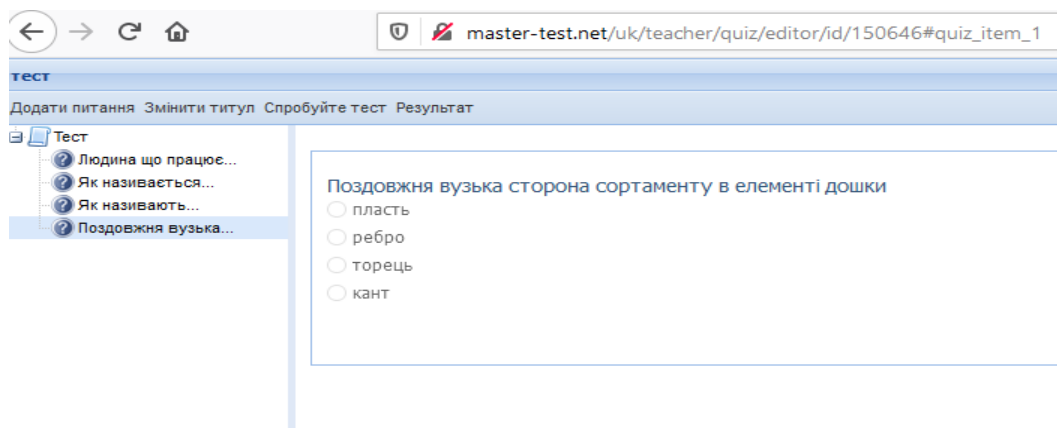 master-test.net/uk/teacher/quiz/editor/id/150646#quiz_item_1
тест
Додати питання Змінити титул Спробуйте тест Результат
Тест
Людина що працює...
Як називається...
Як називають...
Поздовжня вузька...
Поздовжня вузька сторона сортаменту в елементі дошки
пласть
ребро
торець
кант